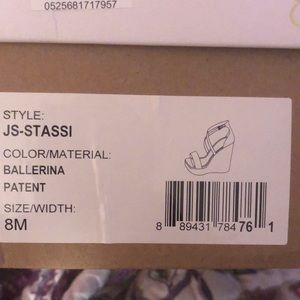 0525681717957
STYLE:
JS-STASSI
COLOR/MATERIAL:
BALLERINA
PATENT
SIZE/WIDTH:
8M
8 89431 78476 1